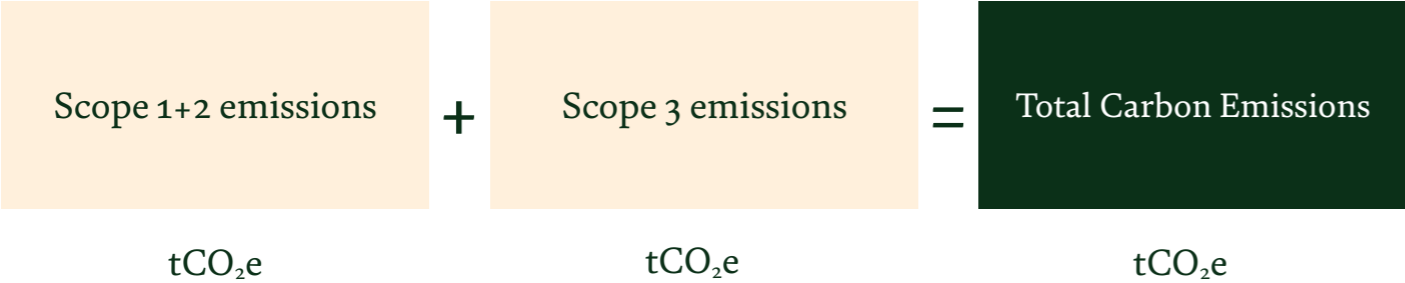 Scope 1+2 emissions + Scope 3 emissions = Total Carbon Emissions
tCO₂e tCO₂e tCO₂e